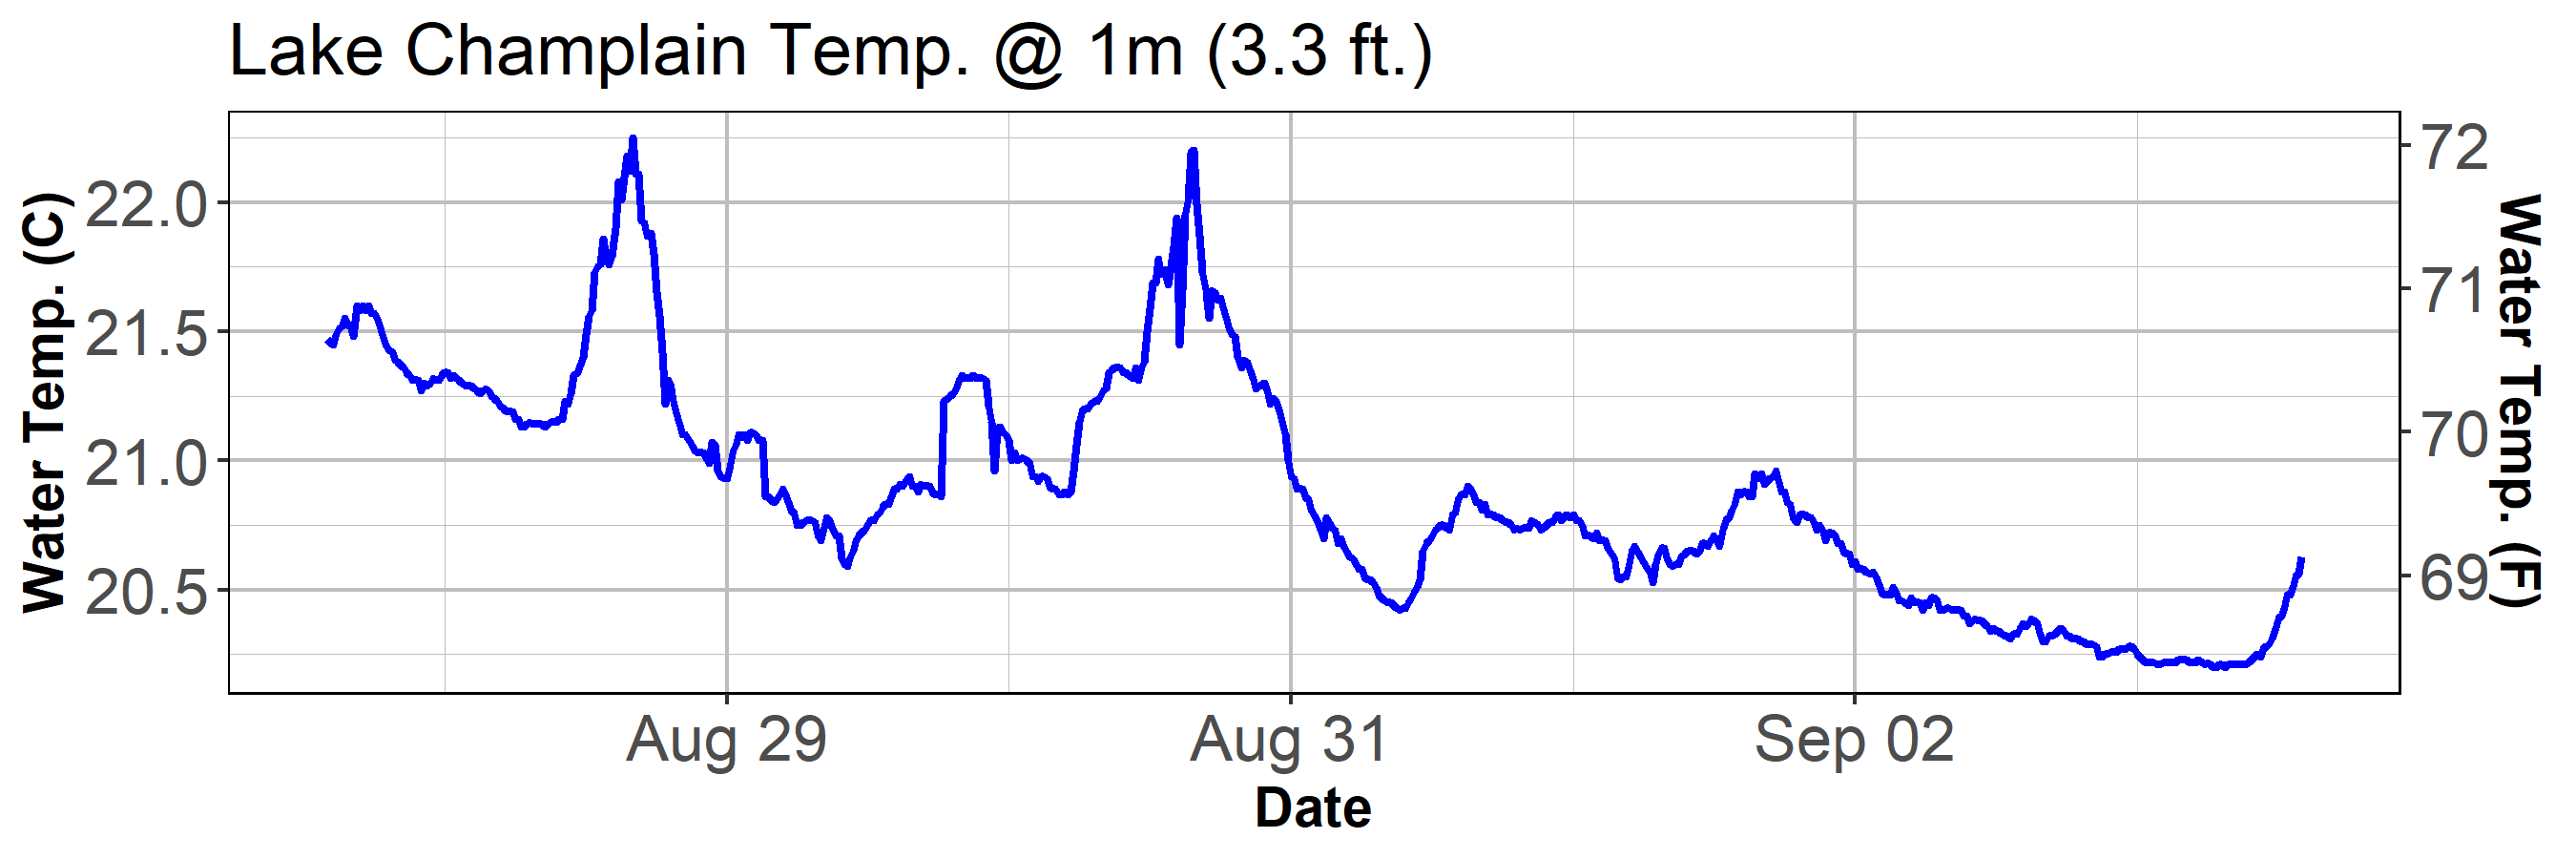 Lake Champlain Temp. @ 1m (3.3 ft.)
Water Temp. (C)
22.0
21.5
21.0
20.5
72
71
70
69
Water Temp. (F)
Aug 29
Aug 31
Sep 02
Date